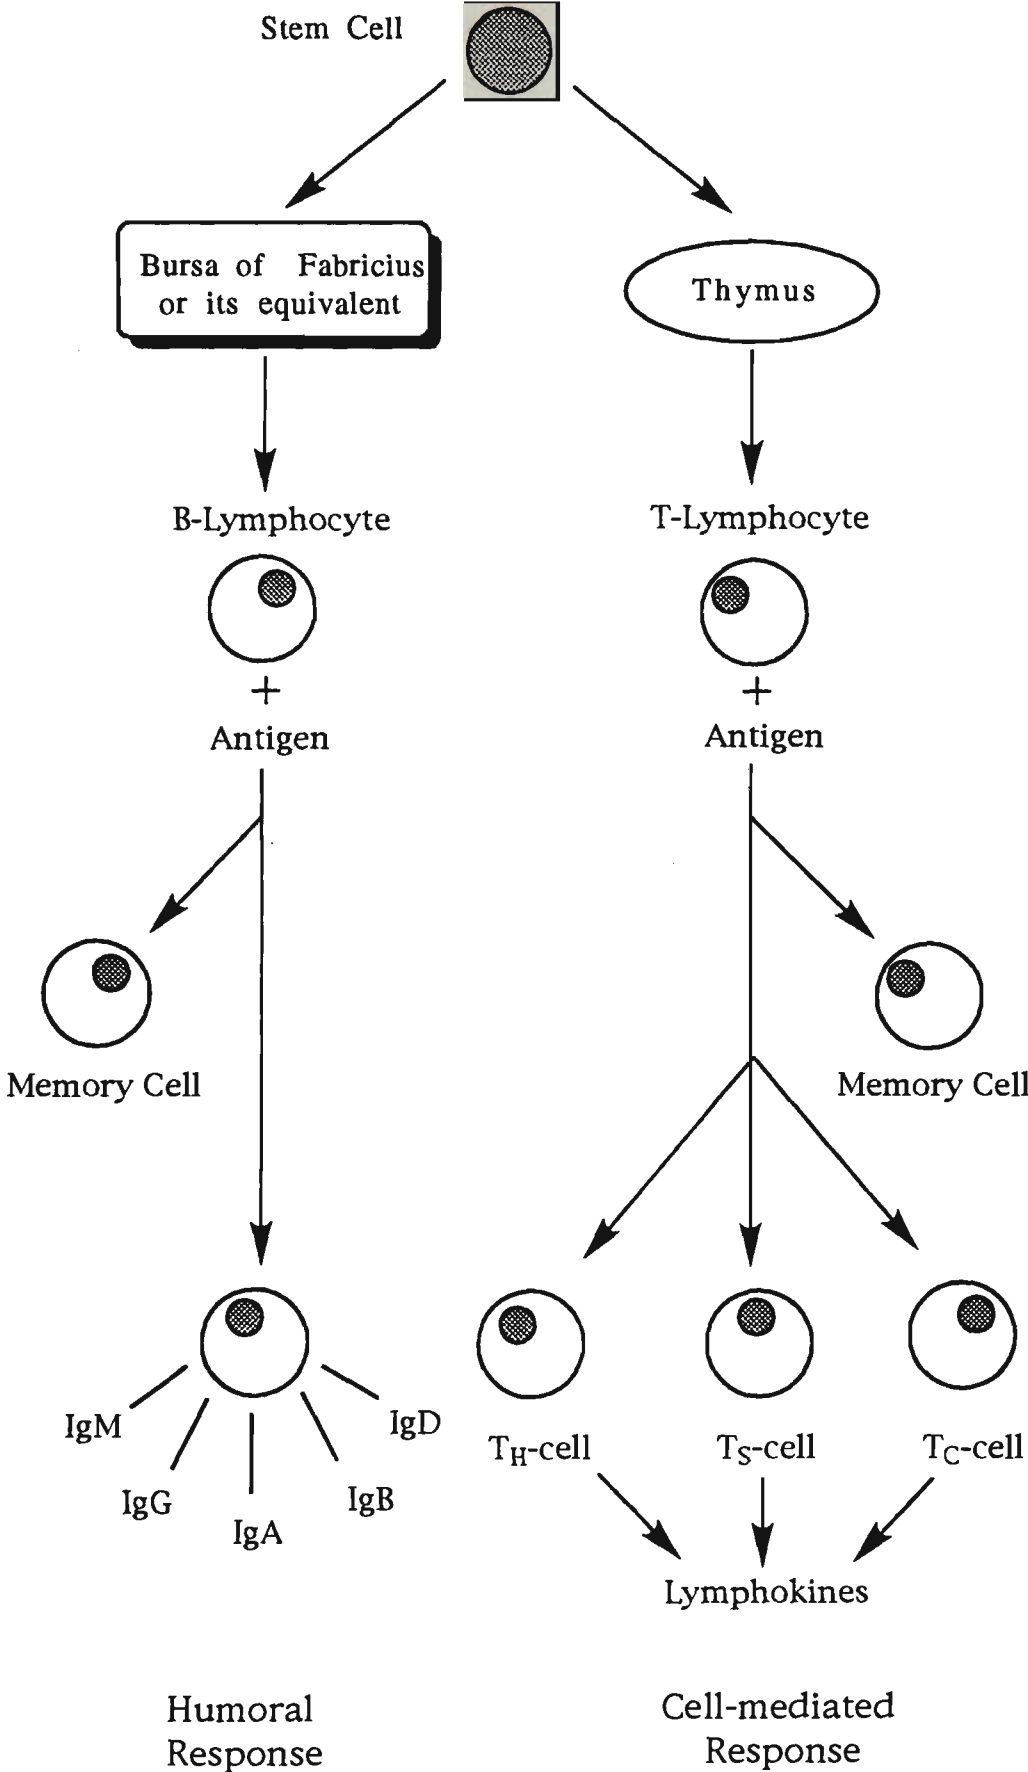 Stem Cell
Bursa of Fabricius
or its equivalent
Thymus
B-Lymphocyte
T-Lymphocyte
+
+
Antigen
Antigen
Memory Cell
Memory Cell
IgM
IgG
IgA
IgB
IgD
TH-cell
TS-cell
TC-cell
Lymphokines
Humoral
Response
Cell-mediated
Response